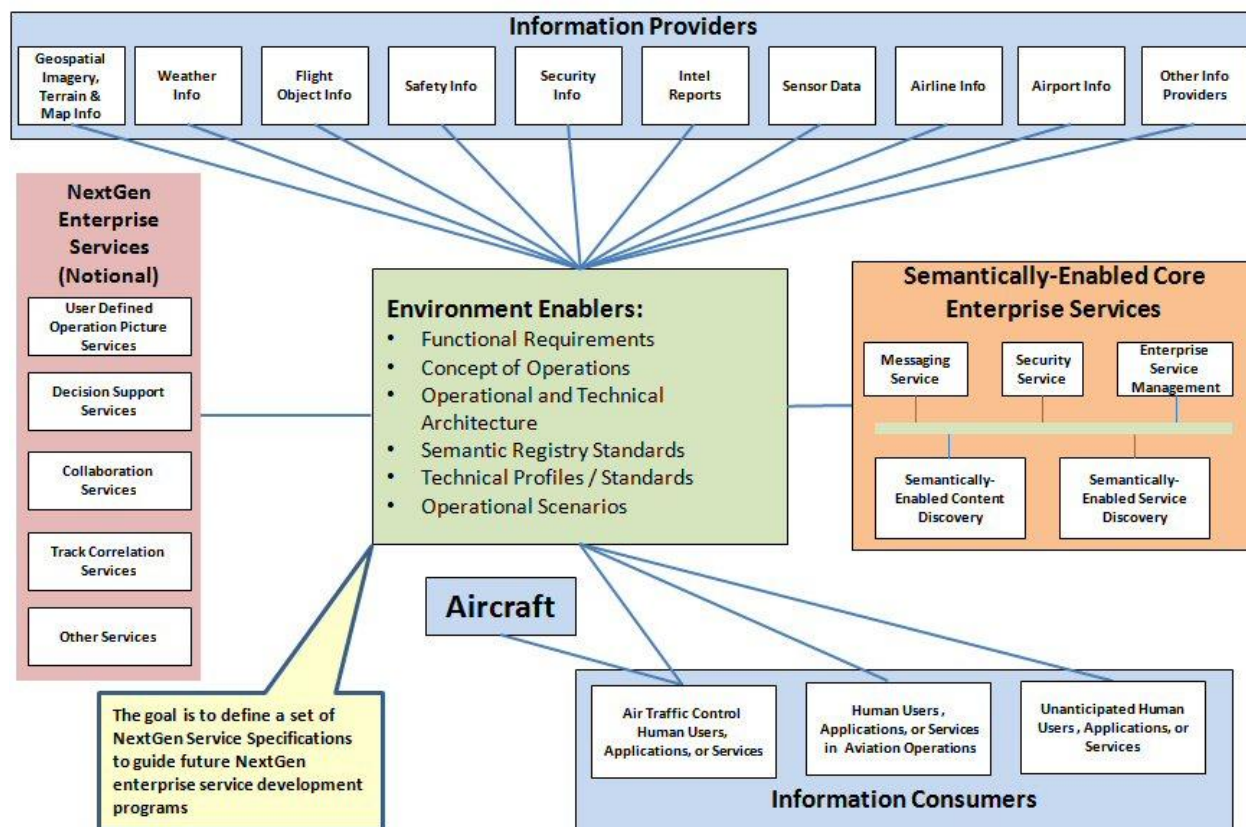 Information Providers
Geospatial
Imagery,
Terrain &
Map Info
Weather
Info
Flight
Object Info
Safety Info
Security
Info
Intel
Reports
Sensor Data
Airline Info
Airport Info
Other Info
Providers
NextGen
Enterprise
Services
(Notional)
User Defined
Operation Picture
Services
Decision Support
Services
Collaboration
Services
Track Correlation
Services
Other Services
Environment Enablers:
• Functional Requirements
• Concept of Operations
• Operational and Technical
Architecture
• Semantic Registry Standards
• Technical Profiles / Standards
• Operational Scenarios
Semantically-Enabled Core
Enterprise Services
Messaging
Service
Security
Service
Enterprise
Service
Management
Semantically-
Enabled Content
Discovery
Semantically-
Enabled Service
Discovery
Aircraft
The goal is to define a set of
NextGen Service Specifications
to guide future NextGen
enterprise service development
programs
Air Traffic Control
Human Users,
Applications, or Services
Human Users ,
Applications, or Services
in Aviation Operations
Unanticipated Human
Users , Applications, or
Services
Information Consumers